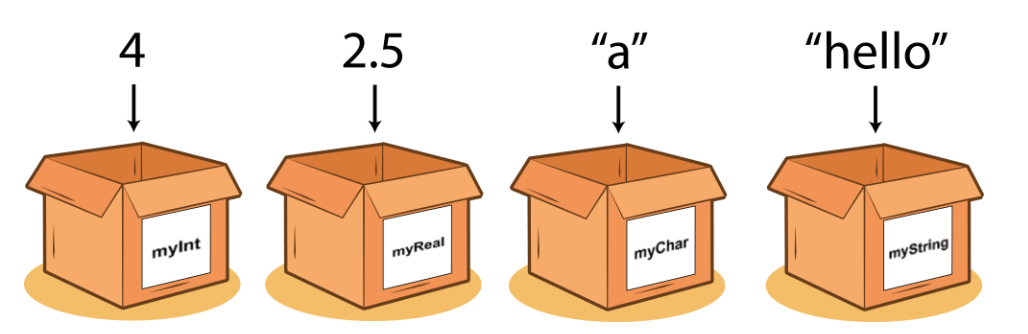 4 2.5 “a” “hello”
myInt myReal myChar myString